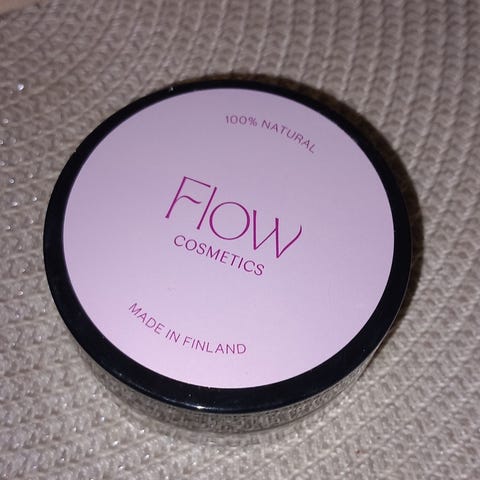 100% NATURAL
Flow
COSMETICS
MADE IN FINLAND